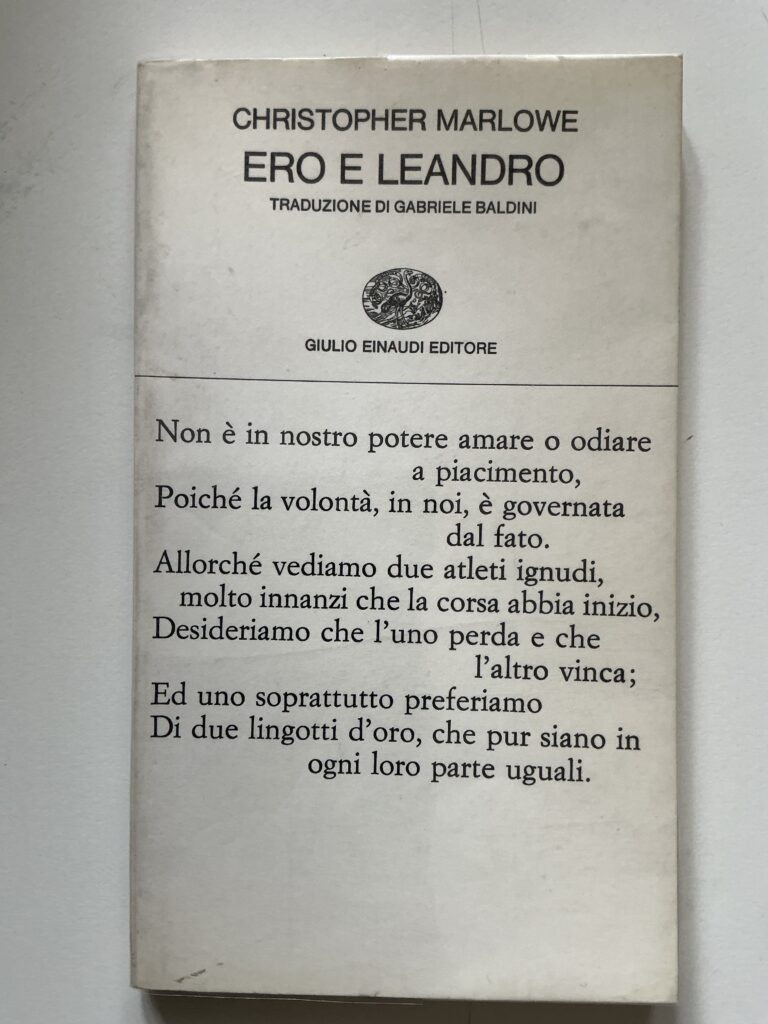 CHRISTOPHER MARLOWE
ERO E LEANDRO
TRADUZIONE DI GABRIELE BALDINI
GIULIO EINAUDI EDITORE
Non è in nostro potere amare o odiare
a piacimento,
Poiché la volontà, in noi, è governata
dal fato.
Allorché vediamo due atleti ignudi,
molto innanzi che la corsa abbia inizio,
Desideriamo che l'uno perda e che
l'altro vinca;
Ed uno soprattutto preferiamo
Di due lingotti d'oro, che pur siano in
ogni loro parte uguali.